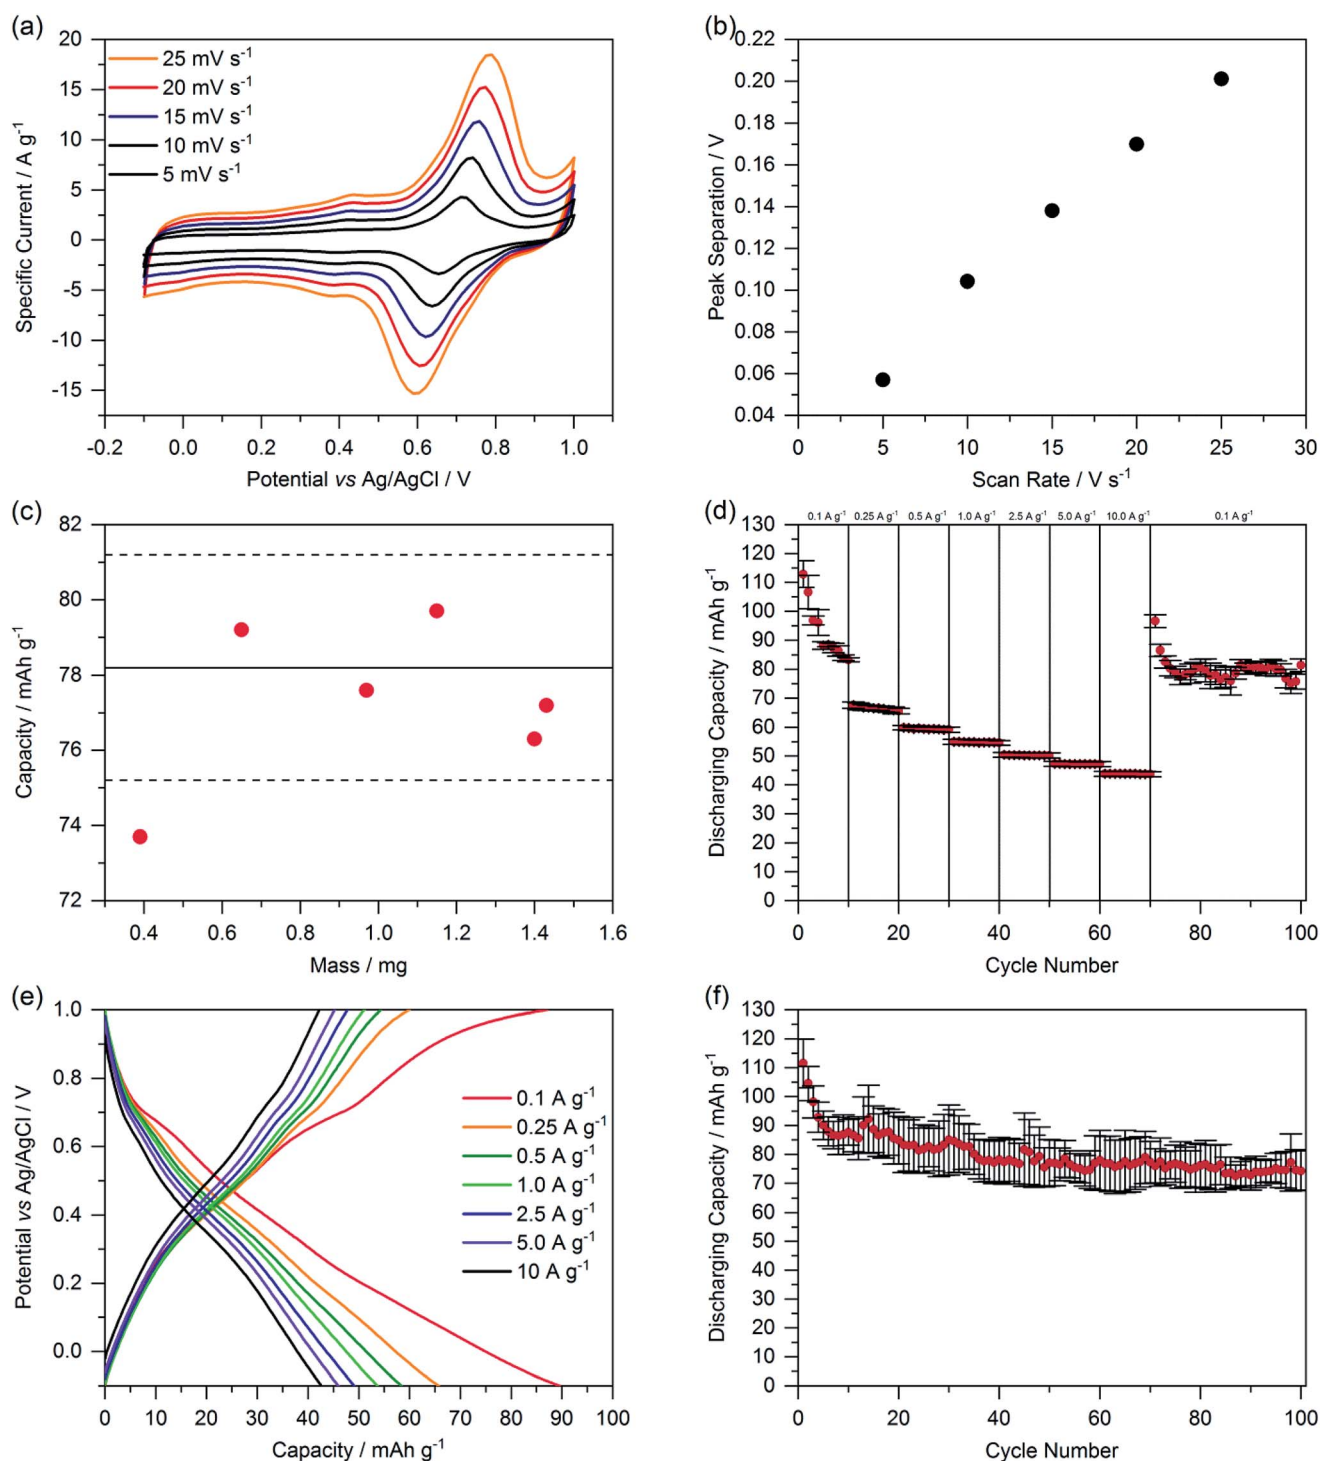 (a)
20
15
10
5
0
-5
-10
-15
25 mV s⁻¹
20 mV s⁻¹
15 mV s⁻¹
10 mV s⁻¹
5 mV s⁻¹
Specific Current / A g⁻¹
-0.2 0.0 0.2 0.4 0.6 0.8 1.0
Potential vs Ag/AgCl / V
(b)
0.22
0.20
0.18
0.16
0.14
0.12
0.10
0.08
0.06
0.04
Peak Separation / V
0 5 10 15 20 25 30
Scan Rate / V s⁻¹
(c)
82
80
78
76
74
72
Capacity / mAh g⁻¹
0.4 0.6 0.8 1.0 1.2 1.4 1.6
Mass / mg
(d)
0.1 A g⁻¹ 0.25 A g⁻¹ 0.5 A g⁻¹ 1.0 A g⁻¹ 2.5 A g⁻¹ 5.0 A g⁻¹ 10.0 A g⁻¹ 0.1 A g⁻¹
130
120
110
100
90
80
70
60
50
40
30
20
10
0
Discharging Capacity / mAh g⁻¹
0 20 40 60 80 100
Cycle Number
(e)
1.0
0.8
0.6
0.4
0.2
0.0
Potential vs Ag/AgCl / V
0.1 A g⁻¹
0.25 A g⁻¹
0.5 A g⁻¹
1.0 A g⁻¹
2.5 A g⁻¹
5.0 A g⁻¹
10 A g⁻¹
0 10 20 30 40 50 60 70 80 90 100
Capacity / mAh g⁻¹
(f)
130
120
110
100
90
80
70
60
50
40
30
20
10
0
Discharging Capacity / mAh g⁻¹
0 20 40 60 80 100
Cycle Number